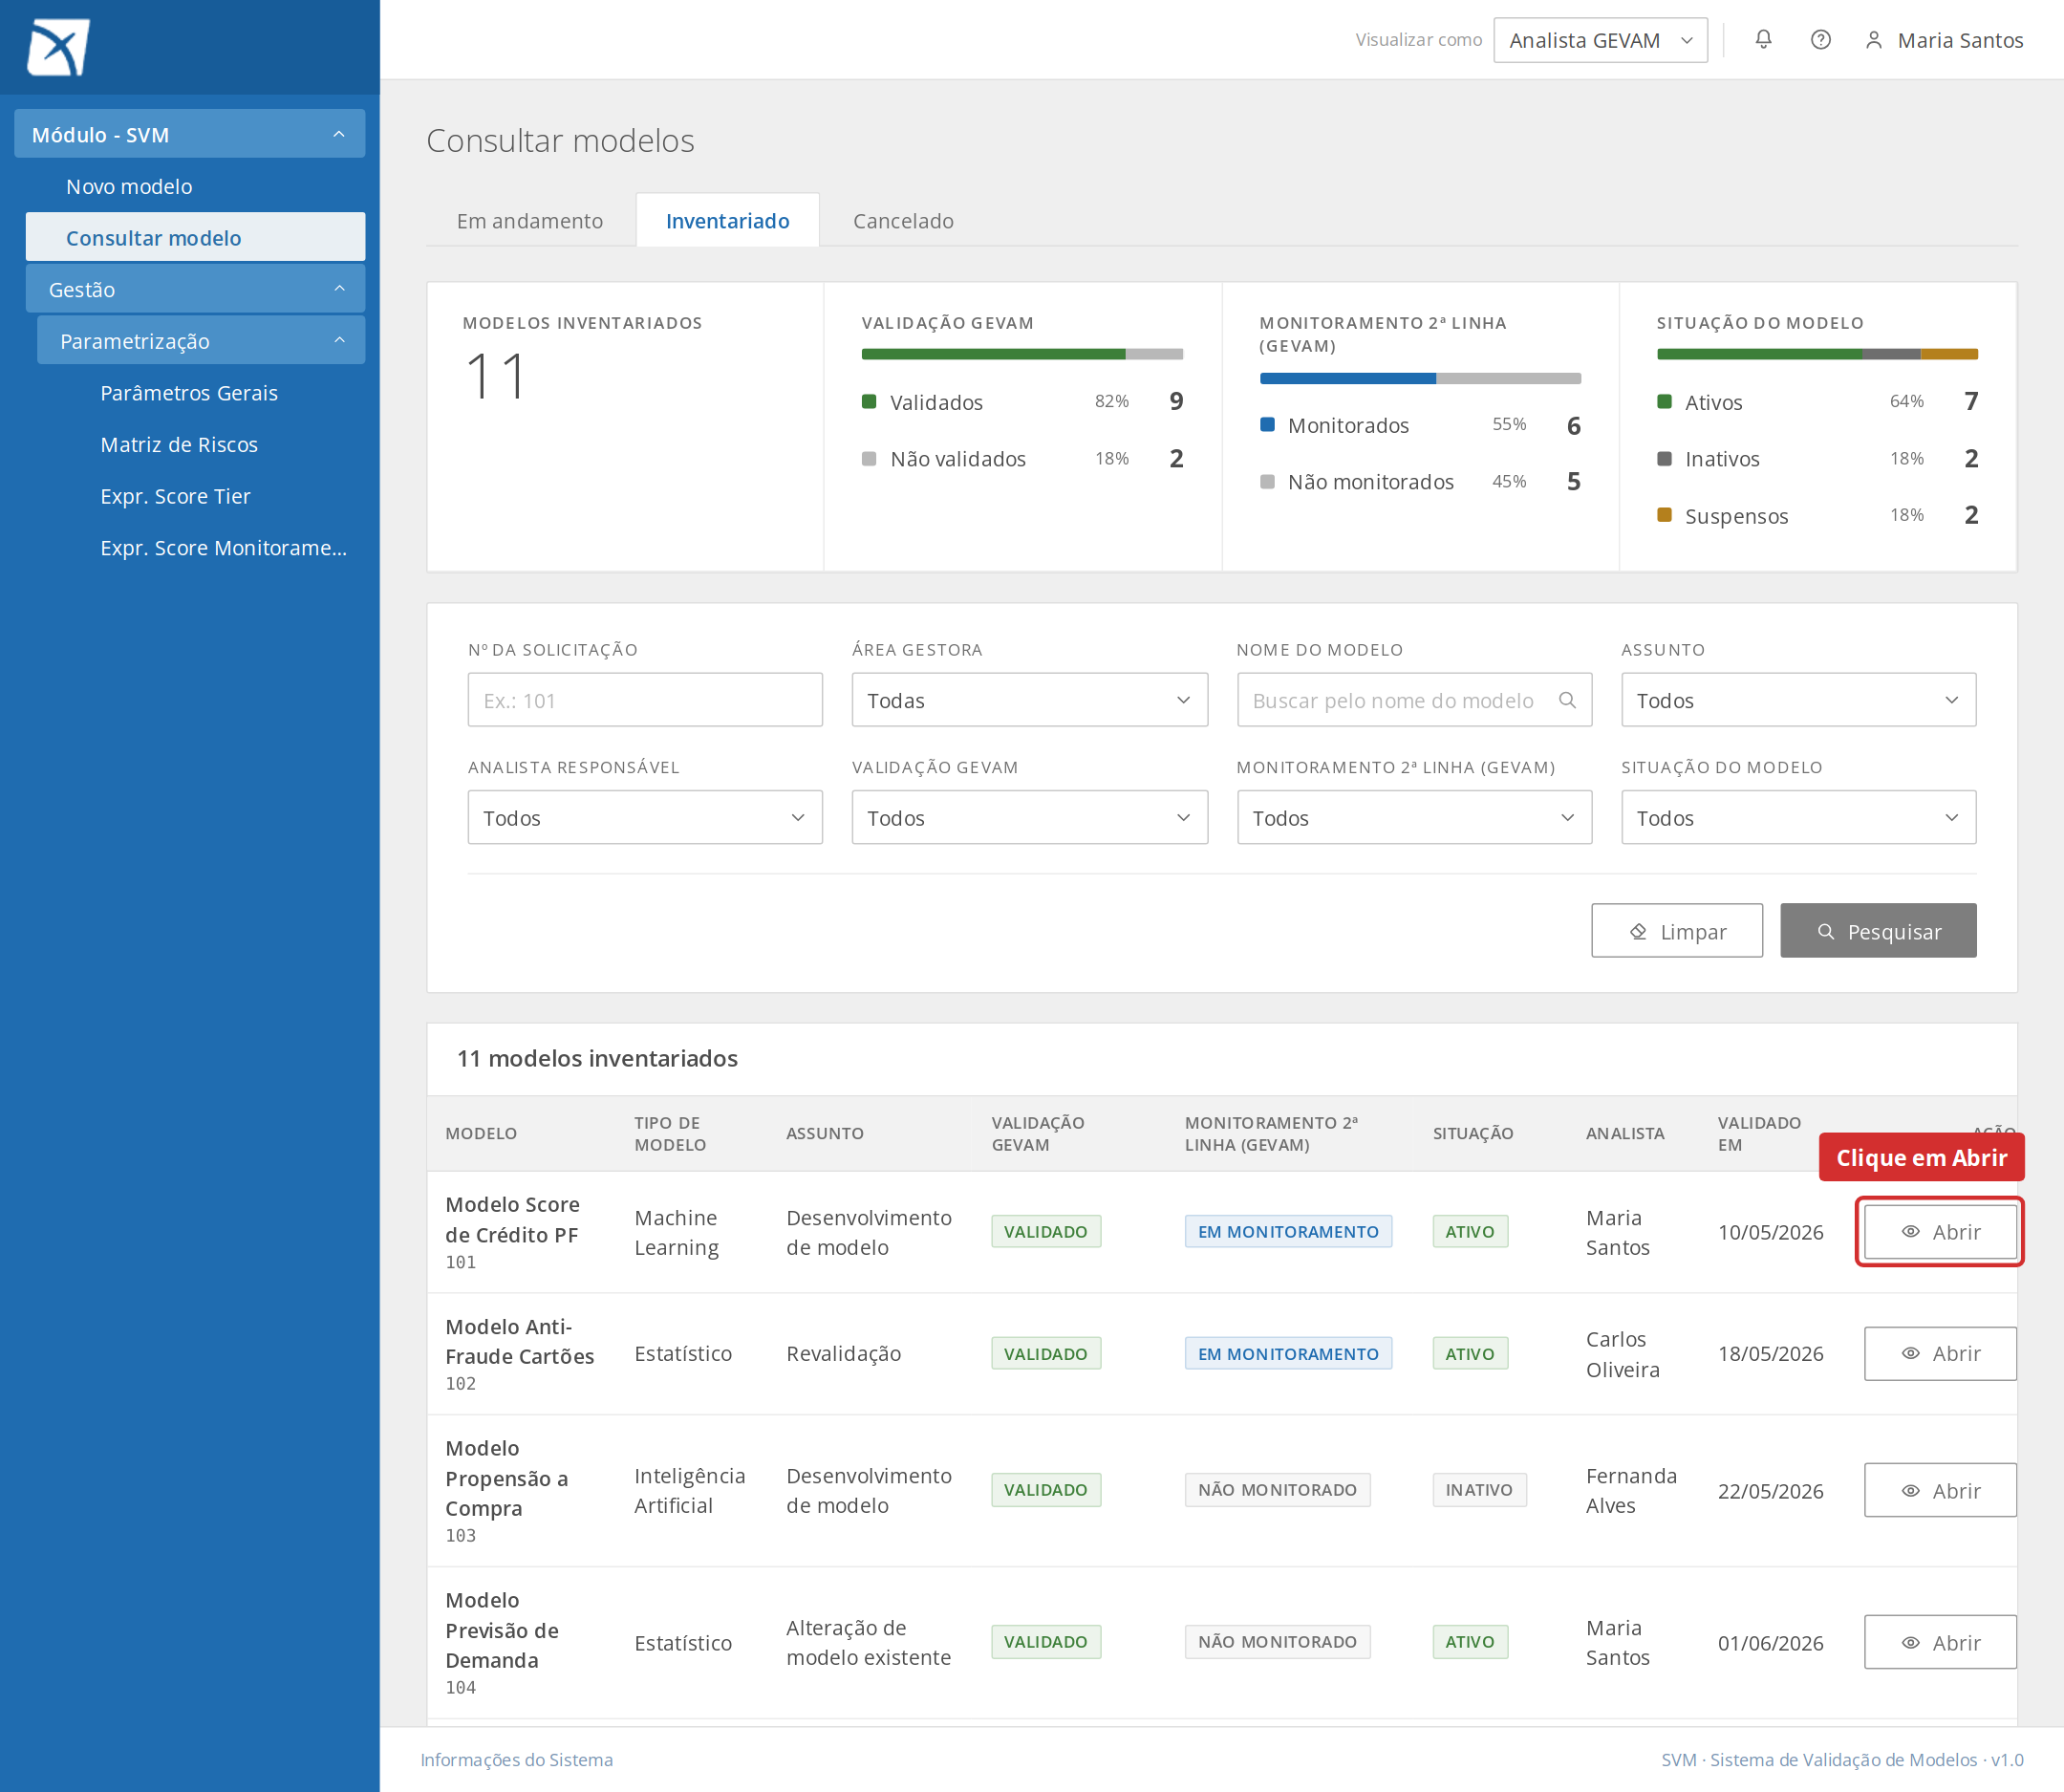 Visualizar como
Analista GEVAM
Maria Santos
Módulo - SVM
Novo modelo
Consultar modelo
Gestão
Parametrização
Parâmetros Gerais
Matriz de Riscos
Expr. Score Tier
Expr. Score Monitorame...
Consultar modelos
Em andamento
Inventariado
Cancelado
MODELOS INVENTARIADOS
11
VALIDAÇÃO GEVAM
Validados 82% 9
Não validados 18% 2
MONITORAMENTO 2ª LINHA
(GEVAM)
Monitorados 55% 6
Não monitorados 45% 5
SITUAÇÃO DO MODELO
Ativos 64% 7
Inativos 18% 2
Suspensos 18% 2
Nº DA SOLICITAÇÃO
Ex.: 101
ÁREA GESTORA
Todas
NOME DO MODELO
Buscar pelo nome do modelo
ASSUNTO
Todos
ANALISTA RESPONSÁVEL
Todos
VALIDAÇÃO GEVAM
Todos
MONITORAMENTO 2ª LINHA (GEVAM)
Todos
SITUAÇÃO DO MODELO
Todos
Limpar
Pesquisar
11 modelos inventariados
MODELO
TIPO DE
MODELO
ASSUNTO
VALIDAÇÃO
GEVAM
MONITORAMENTO 2ª
LINHA (GEVAM)
SITUAÇÃO
ANALISTA
VALIDADO
EM
AÇÃO
Clique em Abrir
Modelo Score
de Crédito PF
101
Machine
Learning
Desenvolvimento
de modelo
VALIDADO
EM MONITORAMENTO
ATIVO
Maria
Santos
10/05/2026
Abrir
Modelo Anti-
Fraude Cartões
102
Estatístico
Revalidação
VALIDADO
EM MONITORAMENTO
ATIVO
Carlos
Oliveira
18/05/2026
Abrir
Modelo
Propensão a
Compra
103
Inteligência
Artificial
Desenvolvimento
de modelo
VALIDADO
NÃO MONITORADO
INATIVO
Fernanda
Alves
22/05/2026
Abrir
Modelo
Previsão de
Demanda
104
Estatístico
Alteração de
modelo existente
VALIDADO
NÃO MONITORADO
ATIVO
Maria
Santos
01/06/2026
Abrir
Informações do Sistema
SVM · Sistema de Validação de Modelos · v1.0